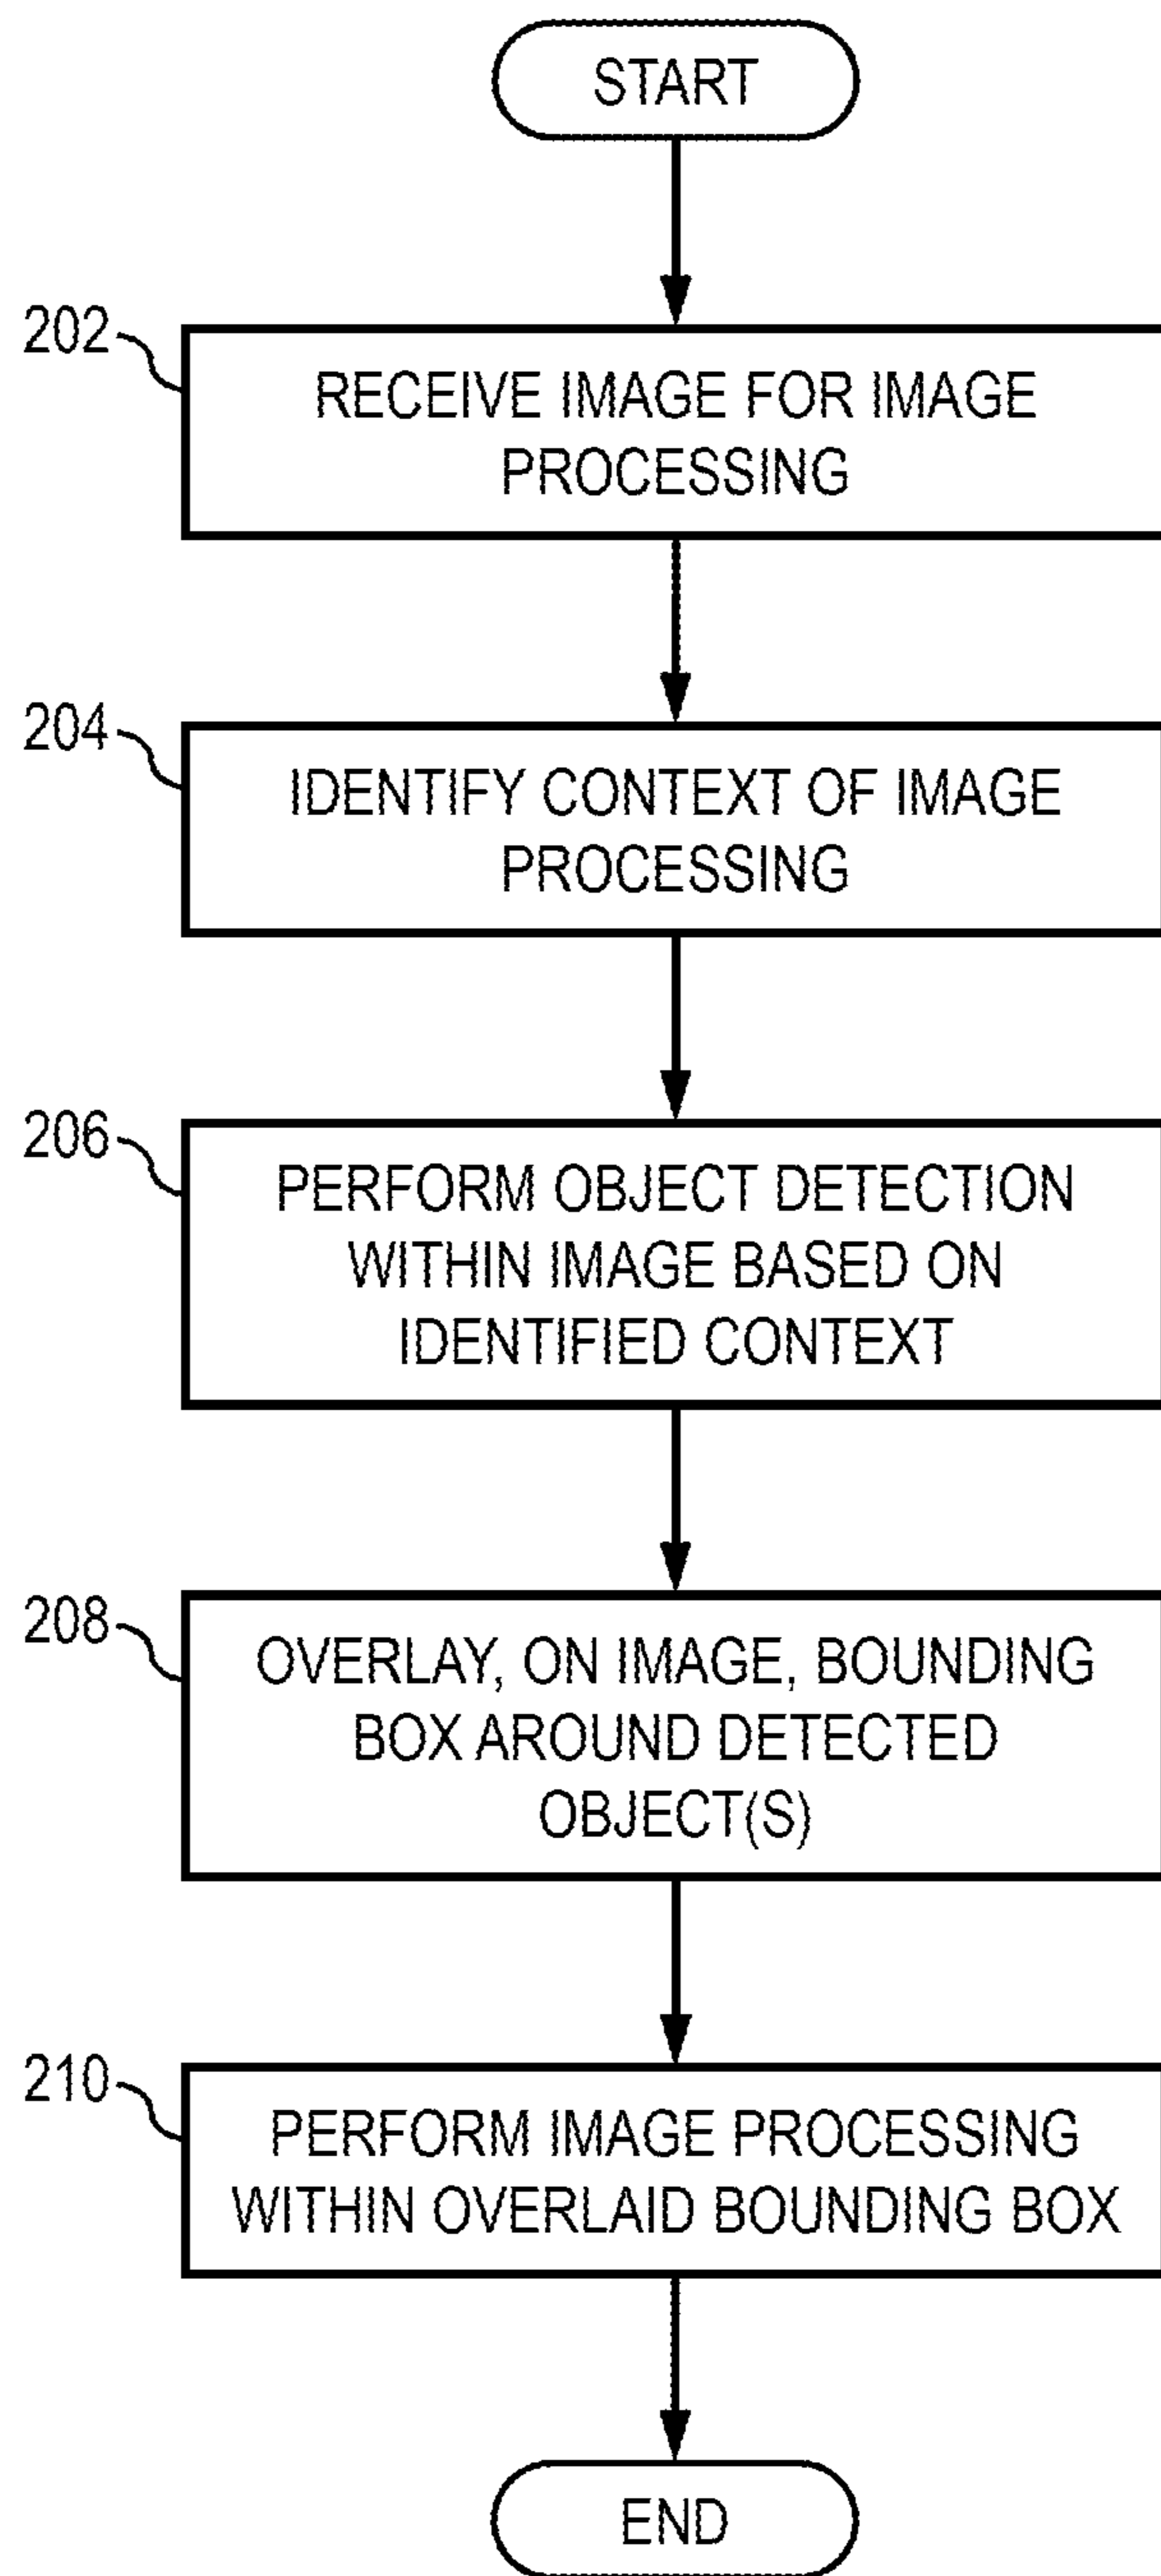 START
202
RECEIVE IMAGE FOR IMAGE
PROCESSING
204
IDENTIFY CONTEXT OF IMAGE
PROCESSING
206
PERFORM OBJECT DETECTION
WITHIN IMAGE BASED ON
IDENTIFIED CONTEXT
208
OVERLAY, ON IMAGE, BOUNDING
BOX AROUND DETECTED
OBJECT(S)
210
PERFORM IMAGE PROCESSING
WITHIN OVERLAID BOUNDING BOX
END